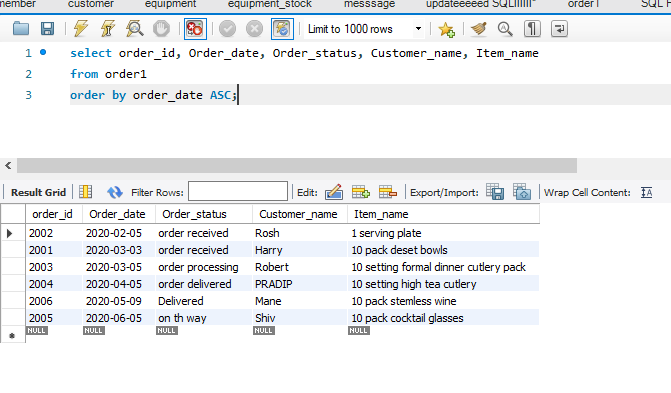 member customer equipment equipment_stock messsage updateeeeed SQLIIIIII* order1 SQL F
Limit to 1000 rows
1 select order_id, Order_date, Order_status, Customer_name, Item_name
2 from order1
3 order by order_date ASC;
Result Grid Filter Rows: Edit: Export/Import: Wrap Cell Content:
order_id Order_date Order_status Customer_name Item_name
2002 2020-02-05 order received Rosh 1 serving plate
2001 2020-03-03 order received Harry 10 pack deset bowls
2003 2020-03-05 order processing Robert 10 setting formal dinner cutlery pack
2004 2020-04-05 order delivered PRADIP 10 setting high tea cutlery
2006 2020-05-09 Delivered Mane 10 pack stemless wine
2005 2020-06-05 on th way Shiv 10 pack cocktail glasses
NULL NULL NULL NULL NULL